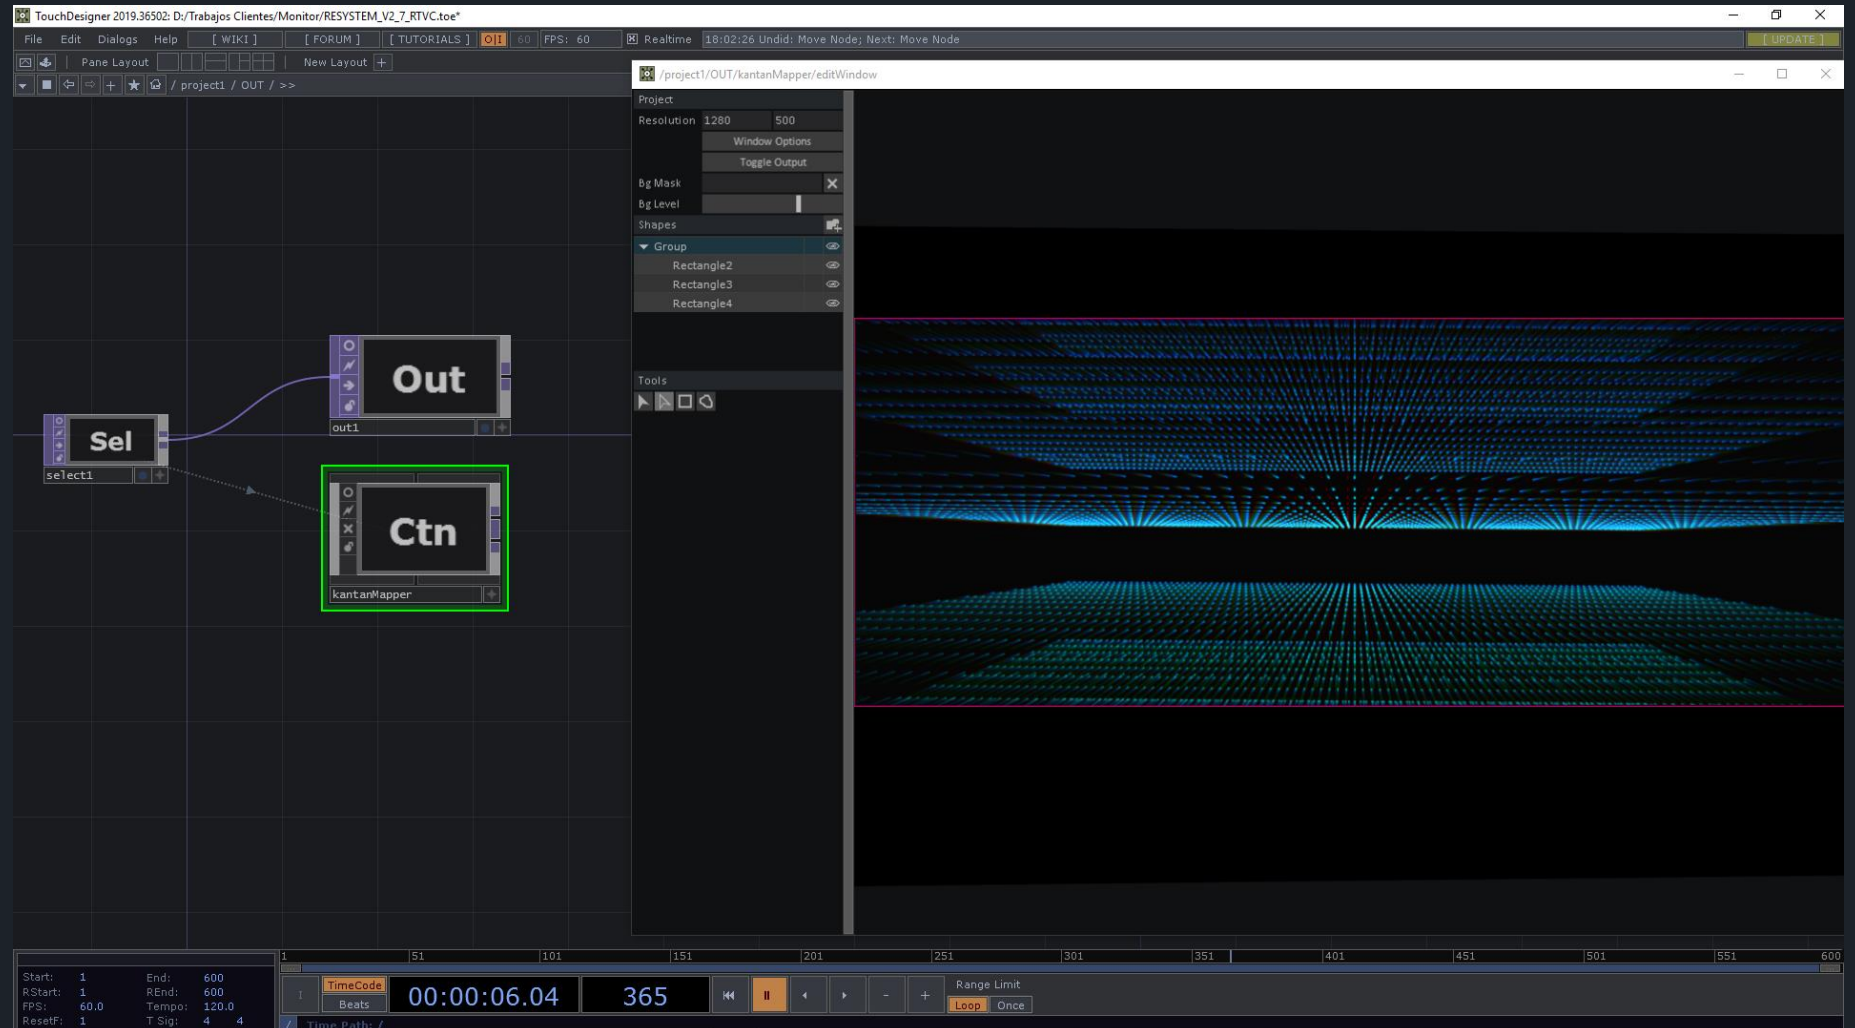 TouchDesigner 2019.36502: D:/Trabajos Clientes/Monitor/RESYSTEM_V2_7_RTVC.toe*
File Edit Dialogs Help [ WIKI ] [ FORUM ] [ TUTORIALS ] O|I 60 FPS: 60 Realtime 18:02:26 Undid: Move Node; Next: Move Node [ UPDATE ]
Pane Layout New Layout +
/ project1 / OUT / >>
/project1/OUT/kantanMapper/editWindow
Project
Resolution 1280 500
Window Options
Toggle Output
Bg Mask
Bg Level
Shapes
Group
Rectangle2
Rectangle3
Rectangle4
Tools
Out
out1
Sel
select1
Ctn
kantanMapper
1 51 101 151 201 251 301 351 401 451 501 551 600
Start: 1 End: 600
RStart: 1 REnd: 600
FPS: 60.0 Tempo: 120.0
ResetF: 1 T Sig: 4 4
TimeCode
Beats
00:00:06.04
365
Range Limit
Loop Once
/ Time Path: /